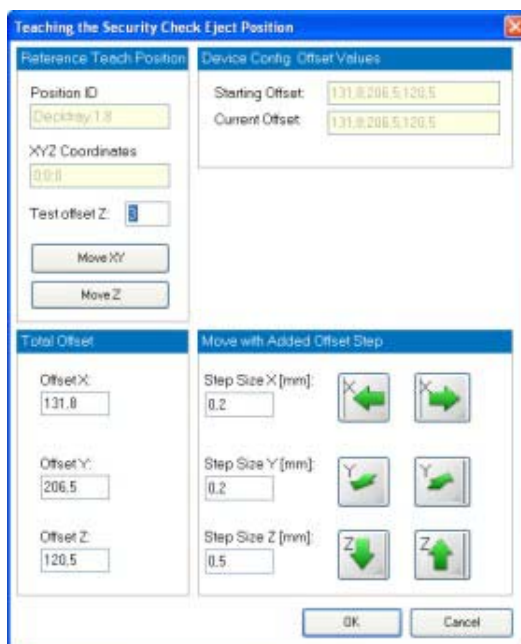 Teaching the Security Check Eject Position
Reference Teach Position
Position ID
Decktray 1.8
XYZ Coordinates
0;0;0
Test offset Z:
3
Move XY
Move Z
Device Config Offset Values
Starting Offset:
131,8;206,5;120,5
Current Offset:
131,8;206,5;120,5
Total Offset
Offset X:
131,8
Offset Y:
206,5
Offset Z:
120,5
Move with Added Offset Step
Step Size X [mm]:
0,2
X
X
Step Size Y [mm]:
0,2
Y
Y
Step Size Z [mm]:
0,5
Z
Z
OK
Cancel